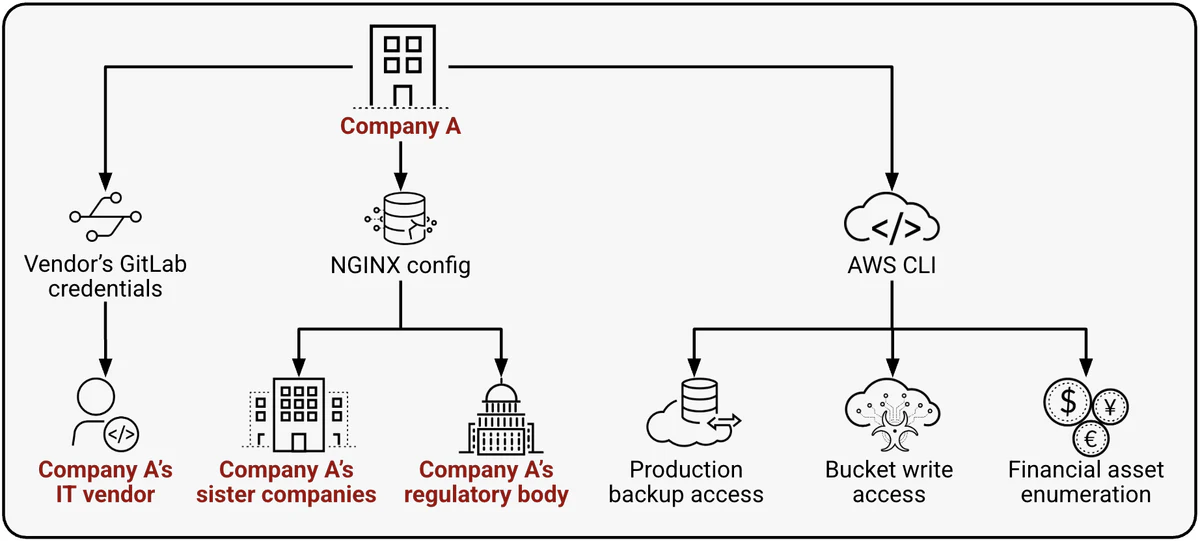 Company A
Vendor’s GitLab
credentials
NGINX config
</>
AWS CLI
</>
$
¥
€
Company A’s
IT vendor
Company A’s
sister companies
Company A’s
regulatory body
Production
backup access
Bucket write
access
Financial asset
enumeration